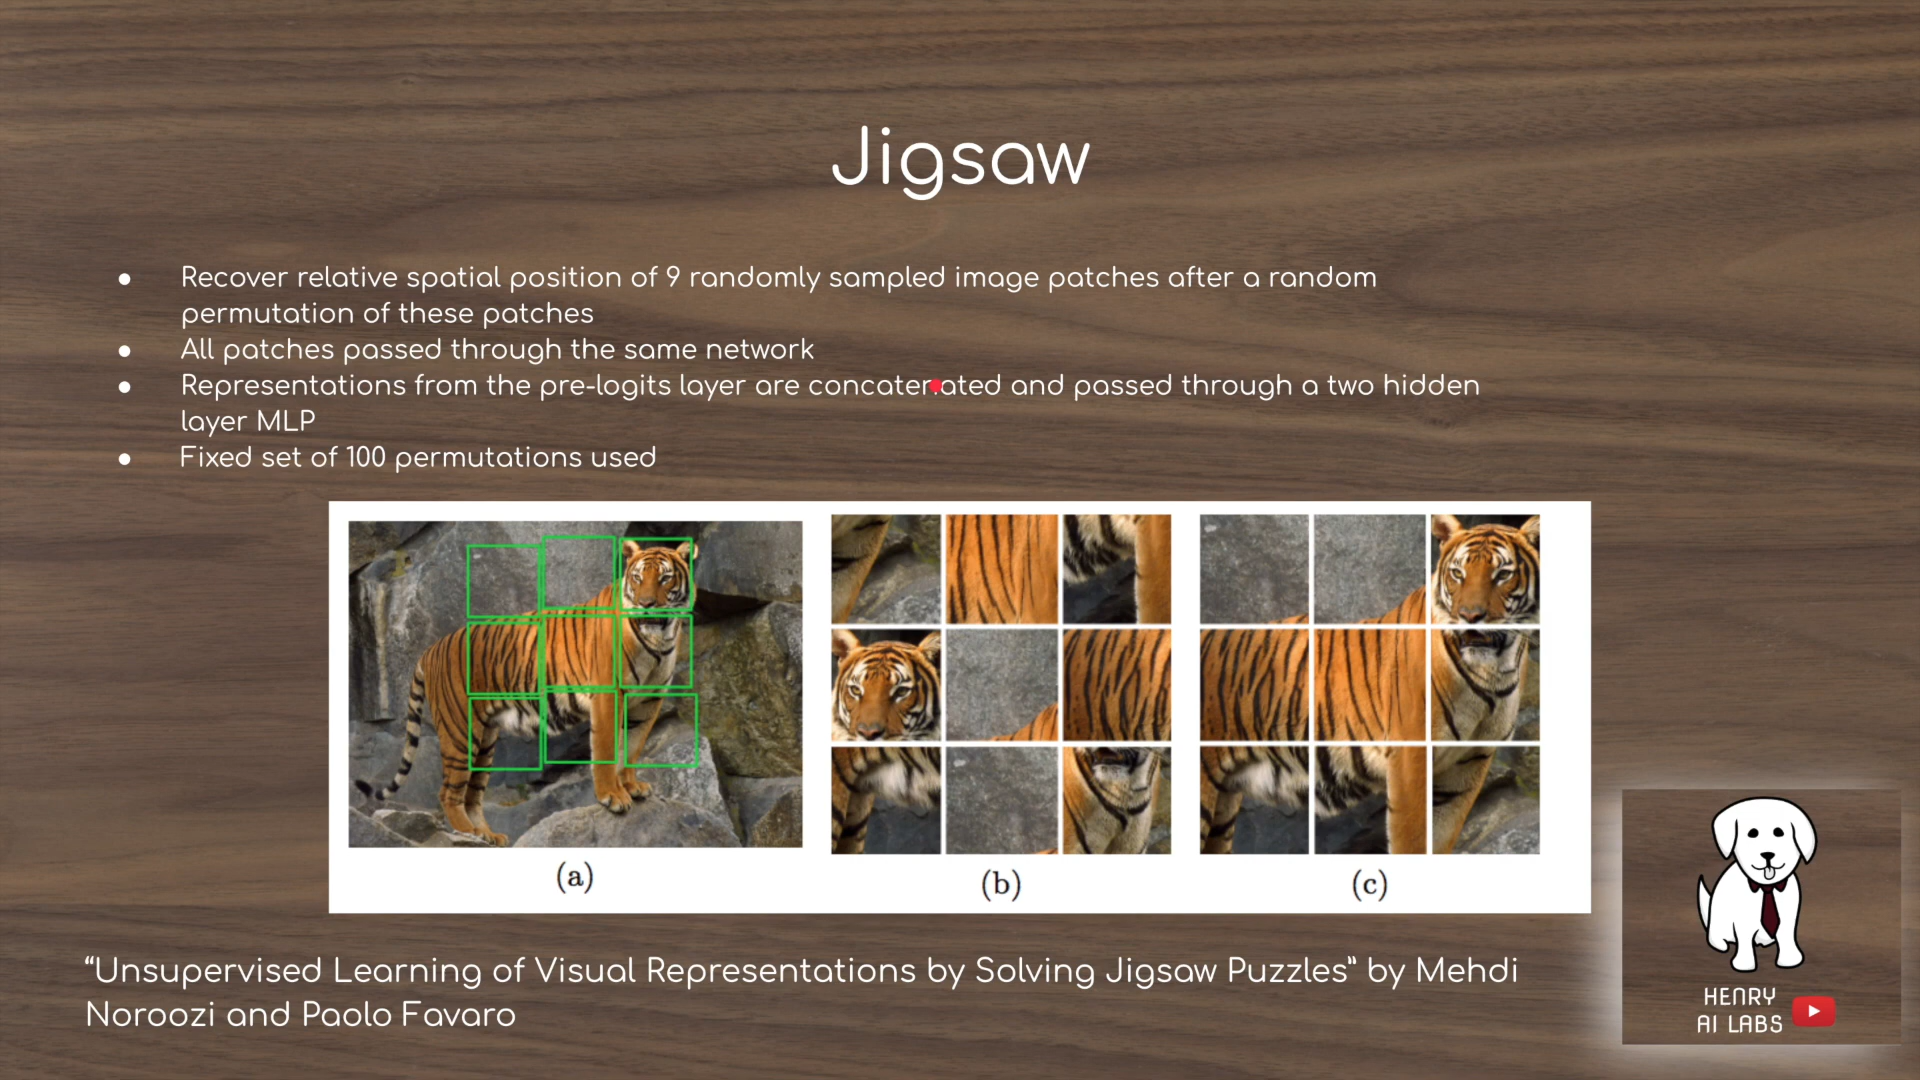 Jigsaw
● Recover relative spatial position of 9 randomly sampled image patches after a random
permutation of these patches
● All patches passed through the same network
● Representations from the pre-logits layer are concatenated and passed through a two hidden
layer MLP
● Fixed set of 100 permutations used
(a)
(b)
(c)
“Unsupervised Learning of Visual Representations by Solving Jigsaw Puzzles” by Mehdi
Noroozi and Paolo Favaro
HENRY
AI LABS